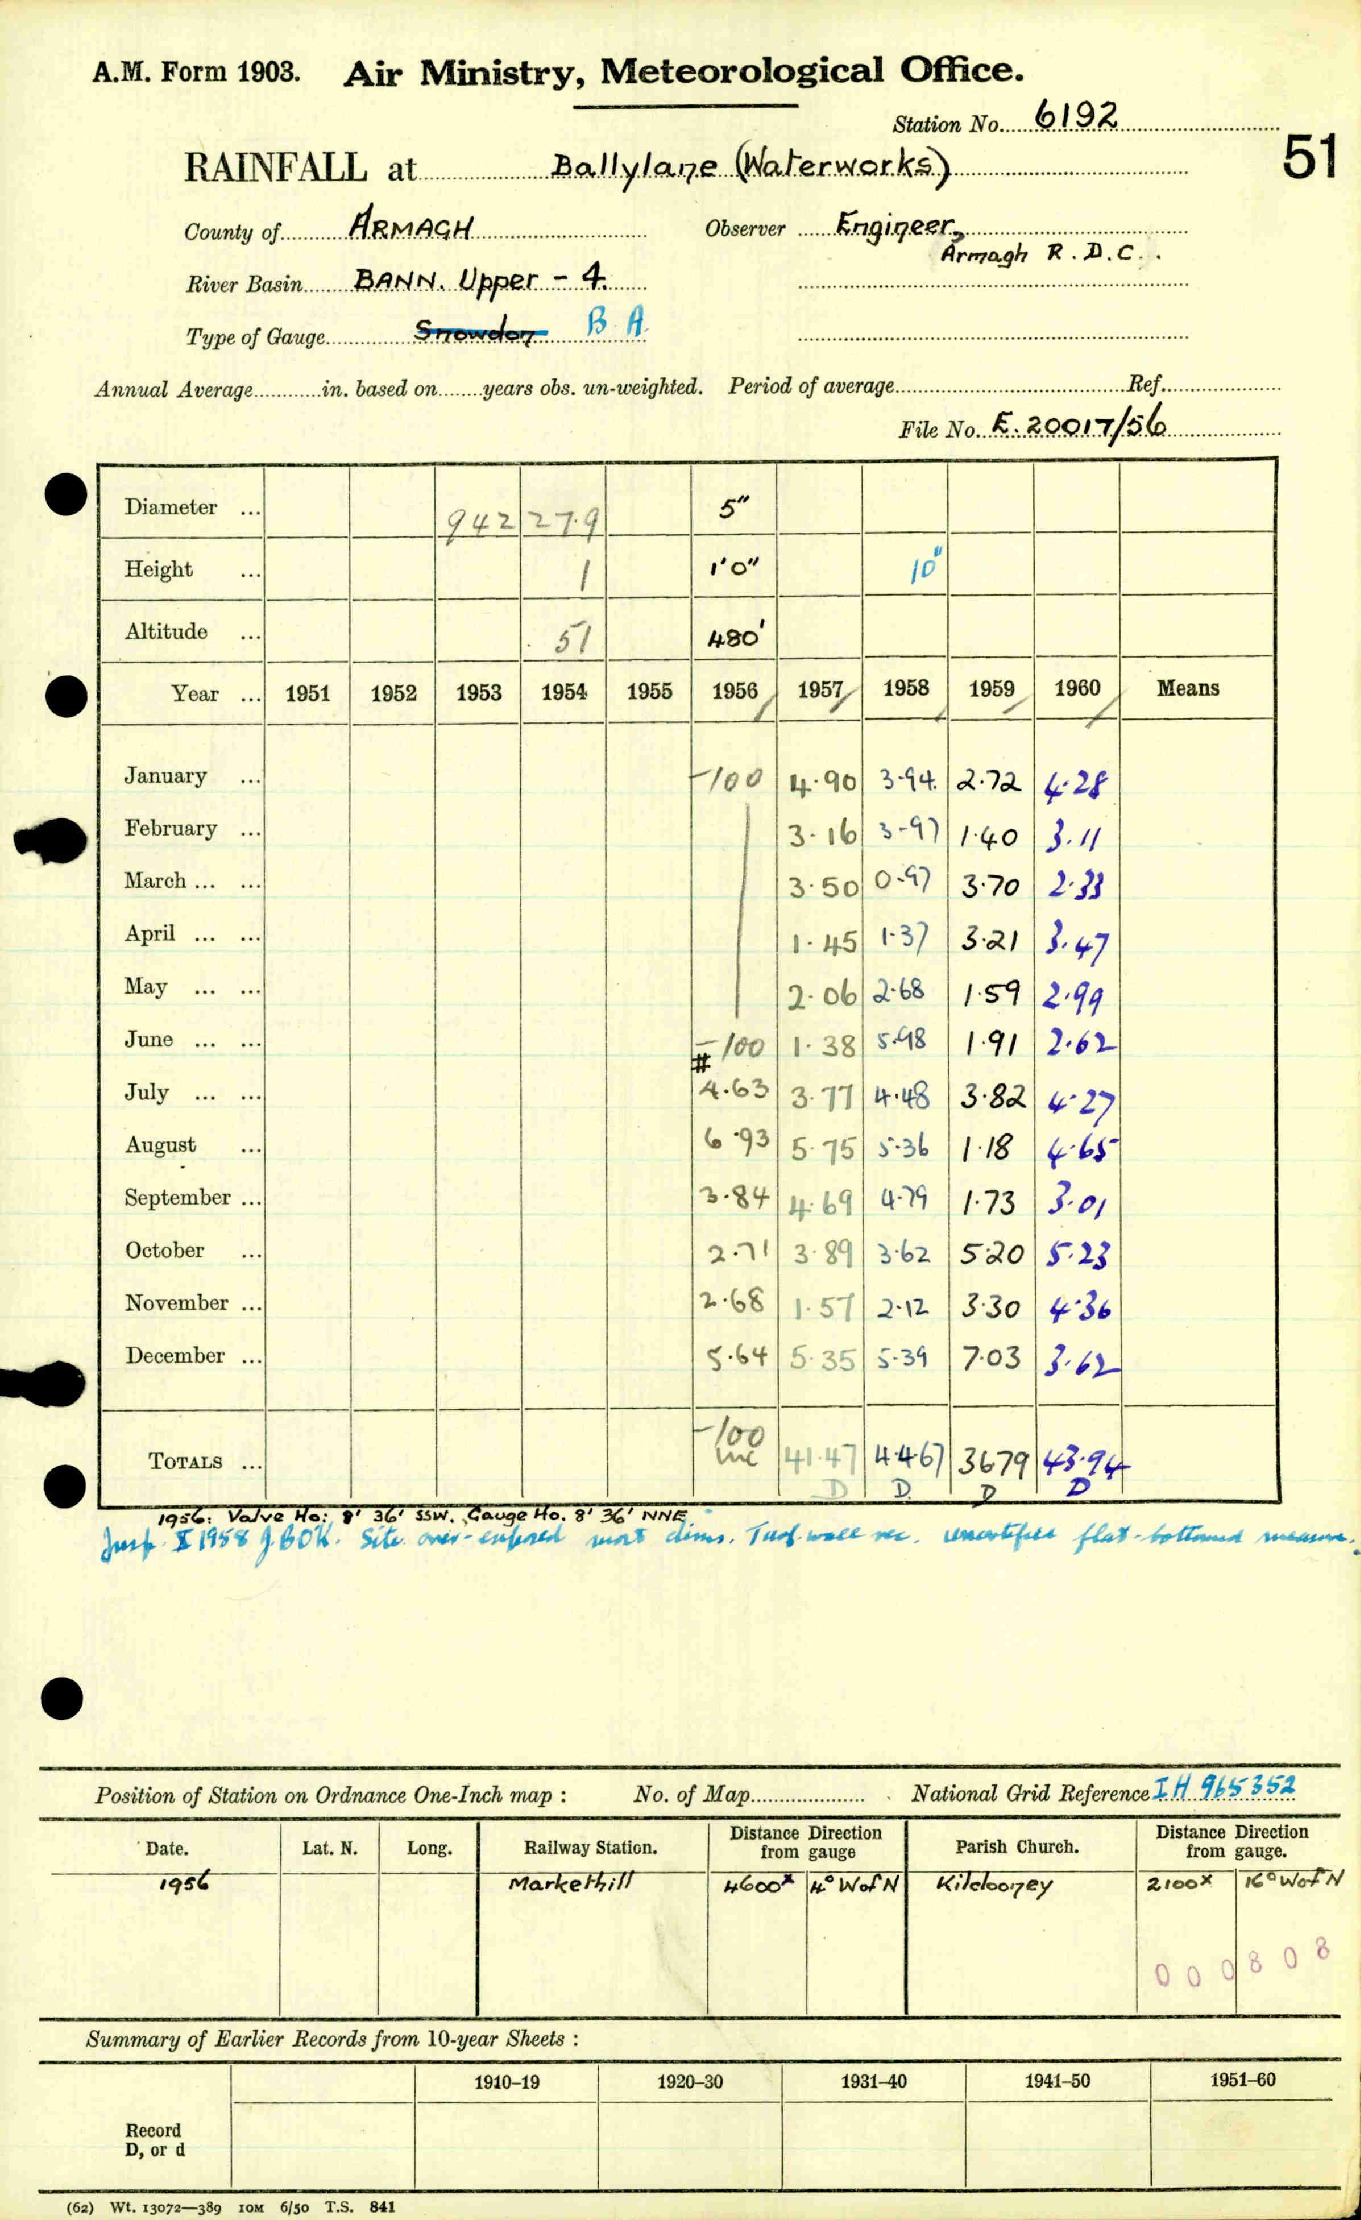 A.M. Form 1903. Air Ministry, Meteorological Office.
Station No. 6192
51
RAINFALL at Ballylane (Waterworks)
County of ARMAGH Observer Engineer,
Armagh R.D.C.
River Basin BANN. Upper - 4.
Type of Gauge Snowdon B A.
Annual Average in. based on years obs. un-weighted. Period of average Ref.
File No. E. 20017/56
Diameter ... 942 27.9 5"
Height ... 1 1'0" 10"
Altitude ... 51 480'
Year ... 1951 1952 1953 1954 1955 1956 1957 1958 1959 1960 Means
January ... -100 4.90 3.94 2.72 4.28
February ... 3.16 3.97 1.40 3.11
March ... ... 3.50 0.97 3.70 2.33
April ... ... 1.45 1.37 3.21 3.47
May ... ... 2.06 2.68 1.59 2.99
June ... ... -100 1.38 5.98 1.91 2.62
July ... ... # 4.63 3.77 4.48 3.82 4.27
August ... 6.93 5.75 5.36 1.18 4.65
September ... 3.84 4.69 4.79 1.73 3.01
October ... 2.71 3.89 3.62 5.20 5.23
November ... 2.68 1.57 2.12 3.30 4.36
December ... 5.64 5.35 5.39 7.03 3.62
-100
TOTALS ... inc 41.47 44.67 36.79 43.94
D D D D
1956: Valve Ho: 8' 36' SSW. Gauge Ho. 8' 36' NNE
Insp. X 1958 J.BOK. Site over-exposed most dirns. Turf wall rec. uncertified flat-bottomed measure.
Position of Station on Ordnance One-Inch map : No. of Map National Grid Reference IH 965352
Date. Lat. N. Long. Railway Station. Distance from gauge Direction Parish Church. Distance from gauge. Direction
1956 Markethill 4600x 4° W of N Kilclooney 2100x 16° W of N
000808
Summary of Earlier Records from 10-year Sheets :
1910–19 1920–30 1931–40 1941–50 1951–60
Record
D, or d
(62) Wt. 13072—389 10M 6/50 T.S. 841